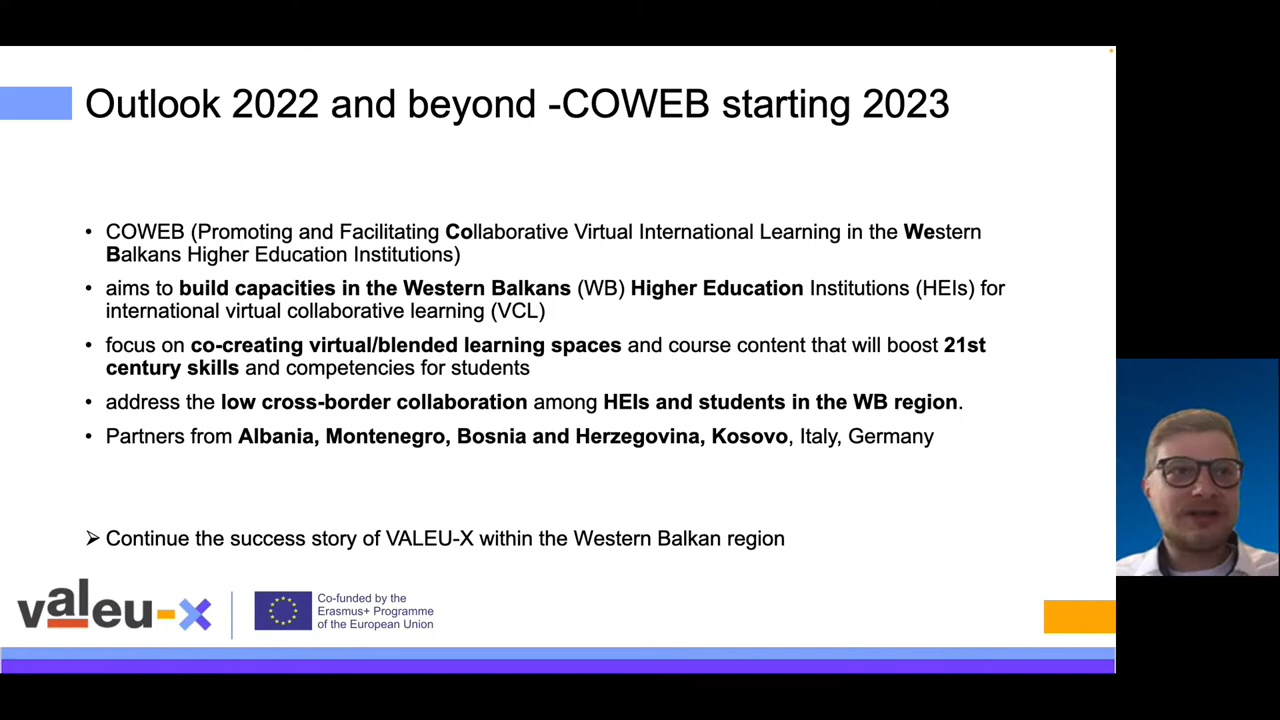 Outlook 2022 and beyond -COWEB starting 2023
• COWEB (Promoting and Facilitating Collaborative Virtual International Learning in the Western
Balkans Higher Education Institutions)
• aims to build capacities in the Western Balkans (WB) Higher Education Institutions (HEIs) for
international virtual collaborative learning (VCL)
• focus on co-creating virtual/blended learning spaces and course content that will boost 21st
century skills and competencies for students
• address the low cross-border collaboration among HEIs and students in the WB region.
• Partners from Albania, Montenegro, Bosnia and Herzegovina, Kosovo, Italy, Germany
➢ Continue the success story of VALEU-X within the Western Balkan region
valeu-x
Co-funded by the
Erasmus+ Programme
of the European Union